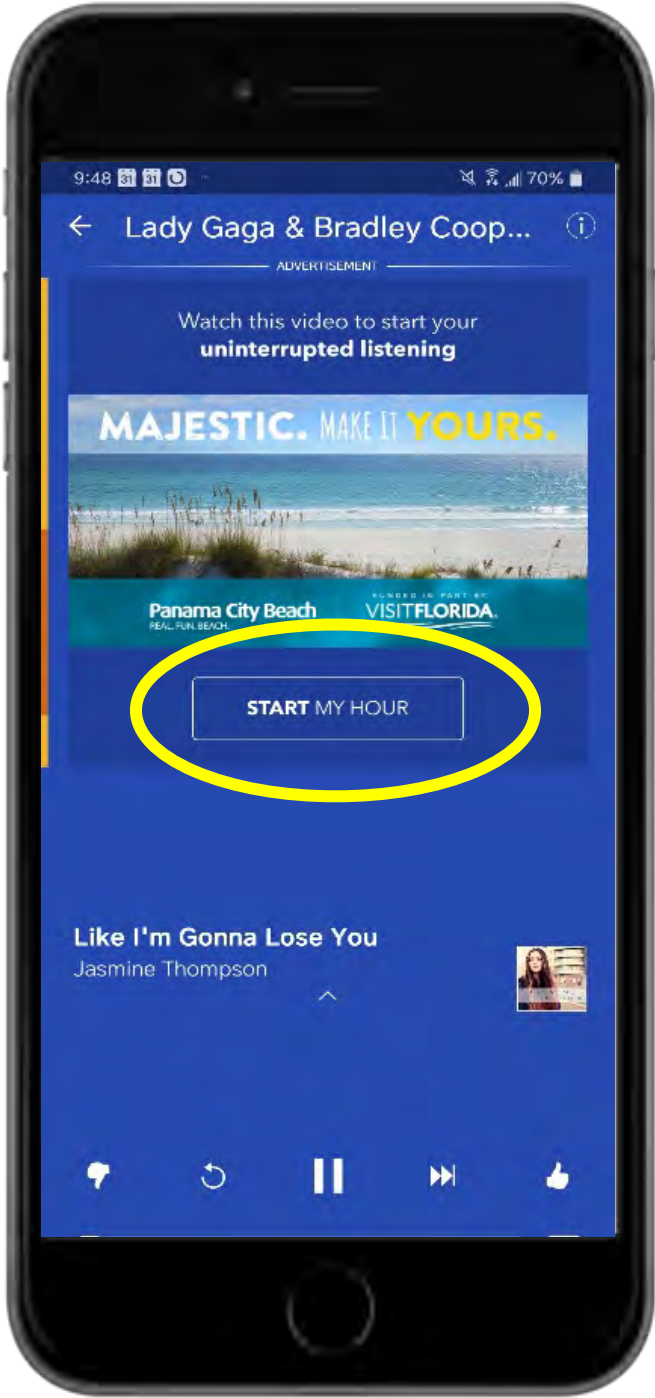 9:48 31 31 70%
Lady Gaga & Bradley Coop...
ADVERTISEMENT
Watch this video to start your
uninterrupted listening
MAJESTIC. MAKE IT YOURS.
Panama City Beach
REAL. FUN. BEACH.
FUNDED IN PART BY
VISITFLORIDA.
START MY HOUR
Like I'm Gonna Lose You
Jasmine Thompson